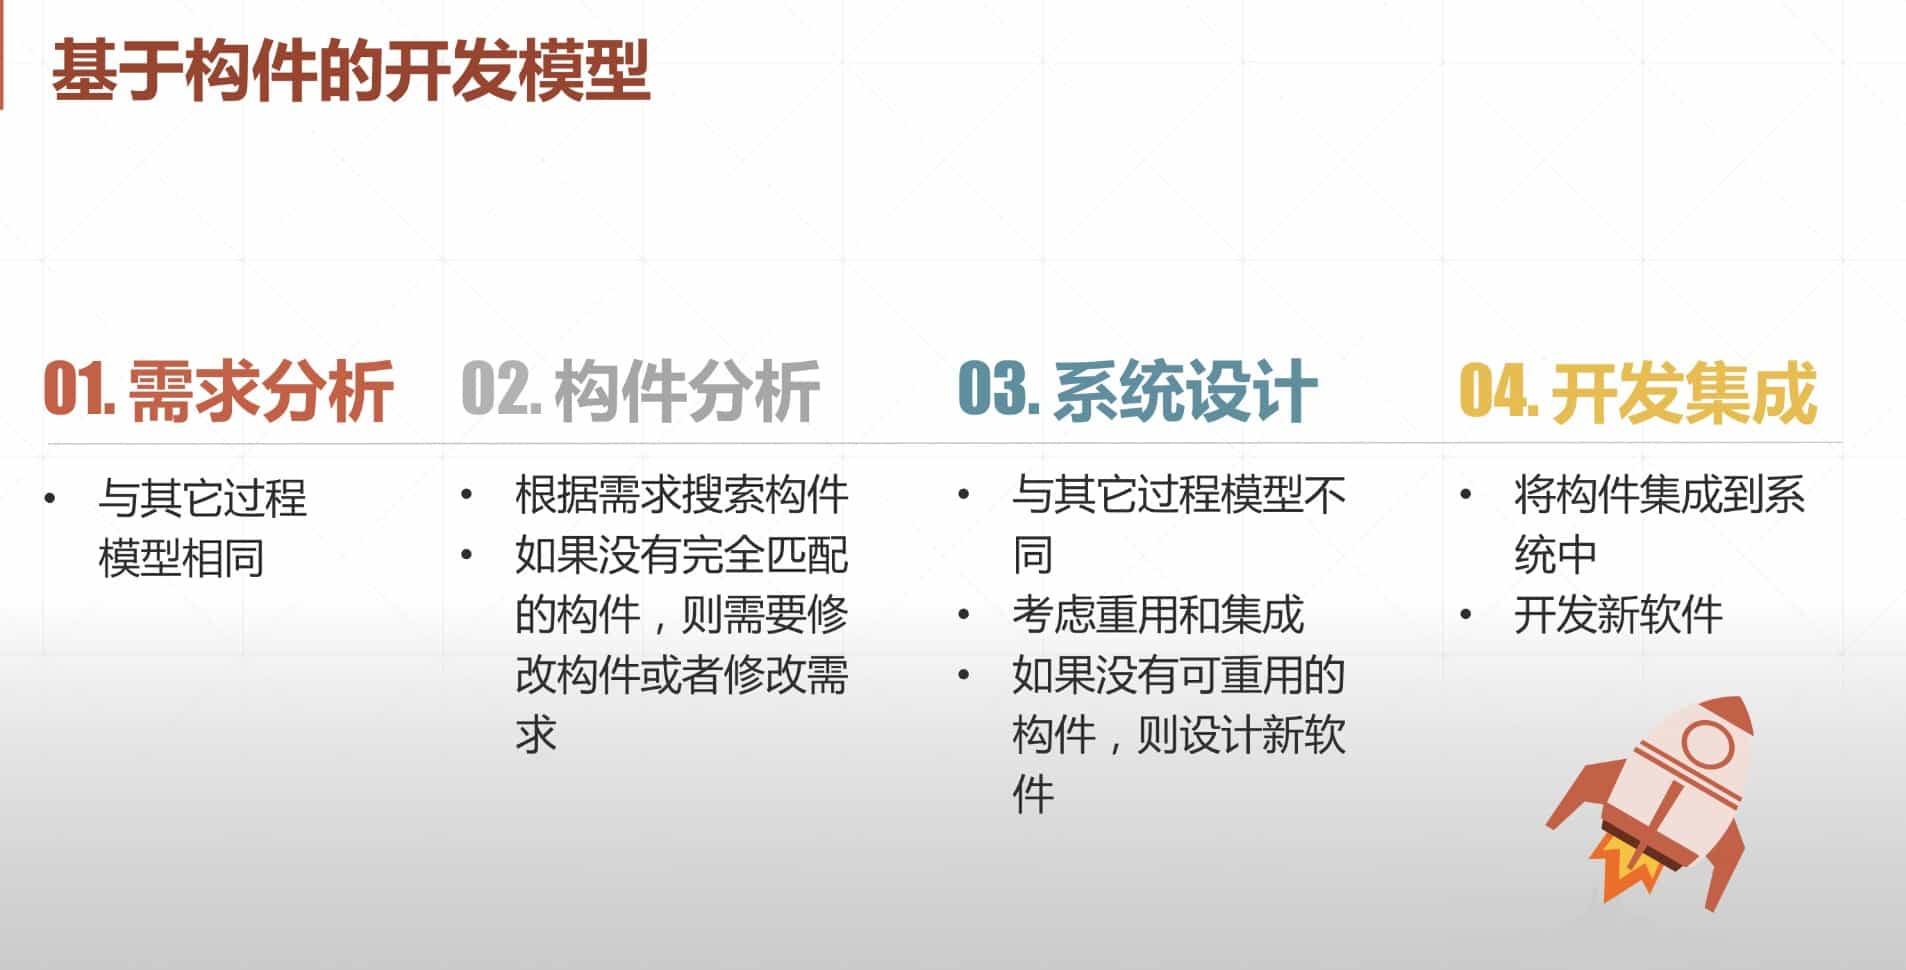 基于构件的开发模型
01. 需求分析
• 与其它过程
模型相同
02. 构件分析
• 根据需求搜索构件
• 如果没有完全匹配
的构件，则需要修
改构件或者修改需
求
03. 系统设计
• 与其它过程模型不
同
• 考虑重用和集成
• 如果没有可重用的
构件，则设计新软
件
04. 开发集成
• 将构件集成到系
统中
• 开发新软件